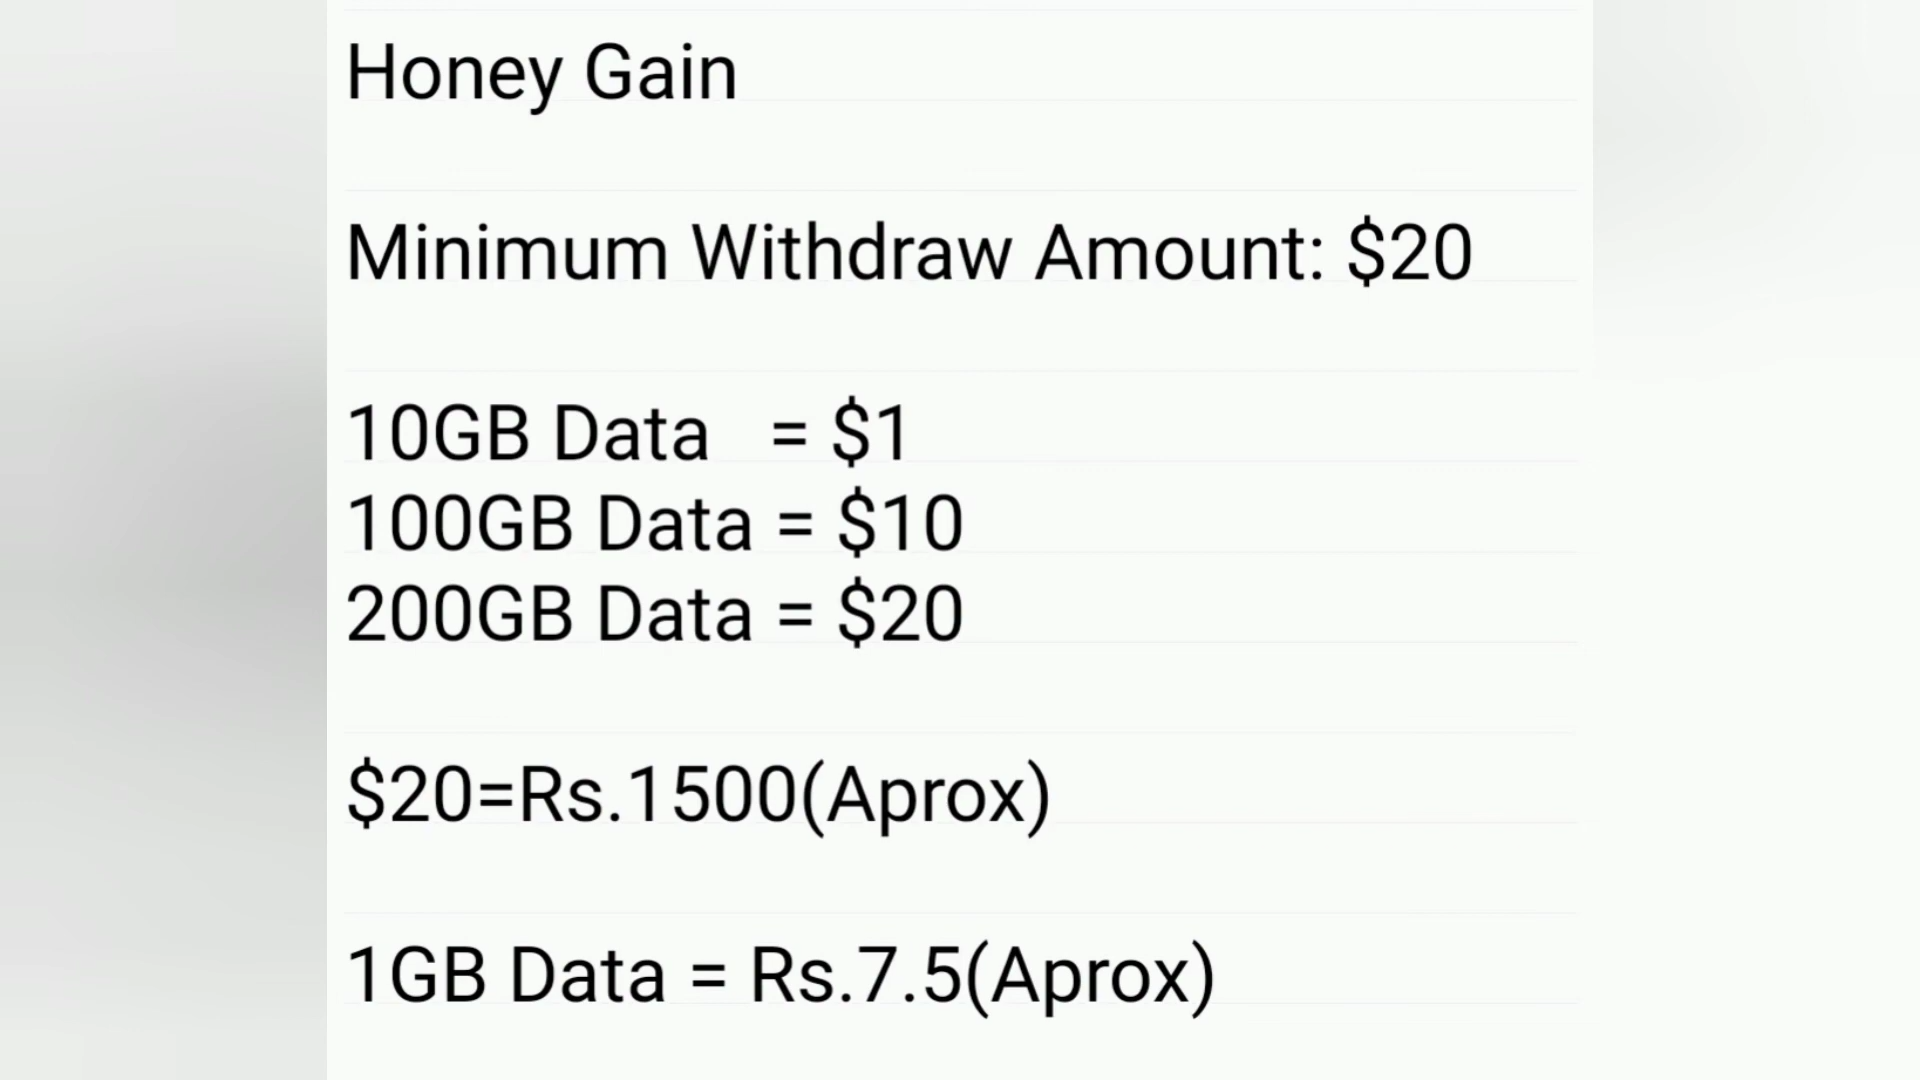 Honey Gain
Minimum Withdraw Amount: $20
10GB Data   = $1
100GB Data = $10
200GB Data = $20
$20=Rs.1500(Aprox)
1GB Data = Rs.7.5(Aprox)